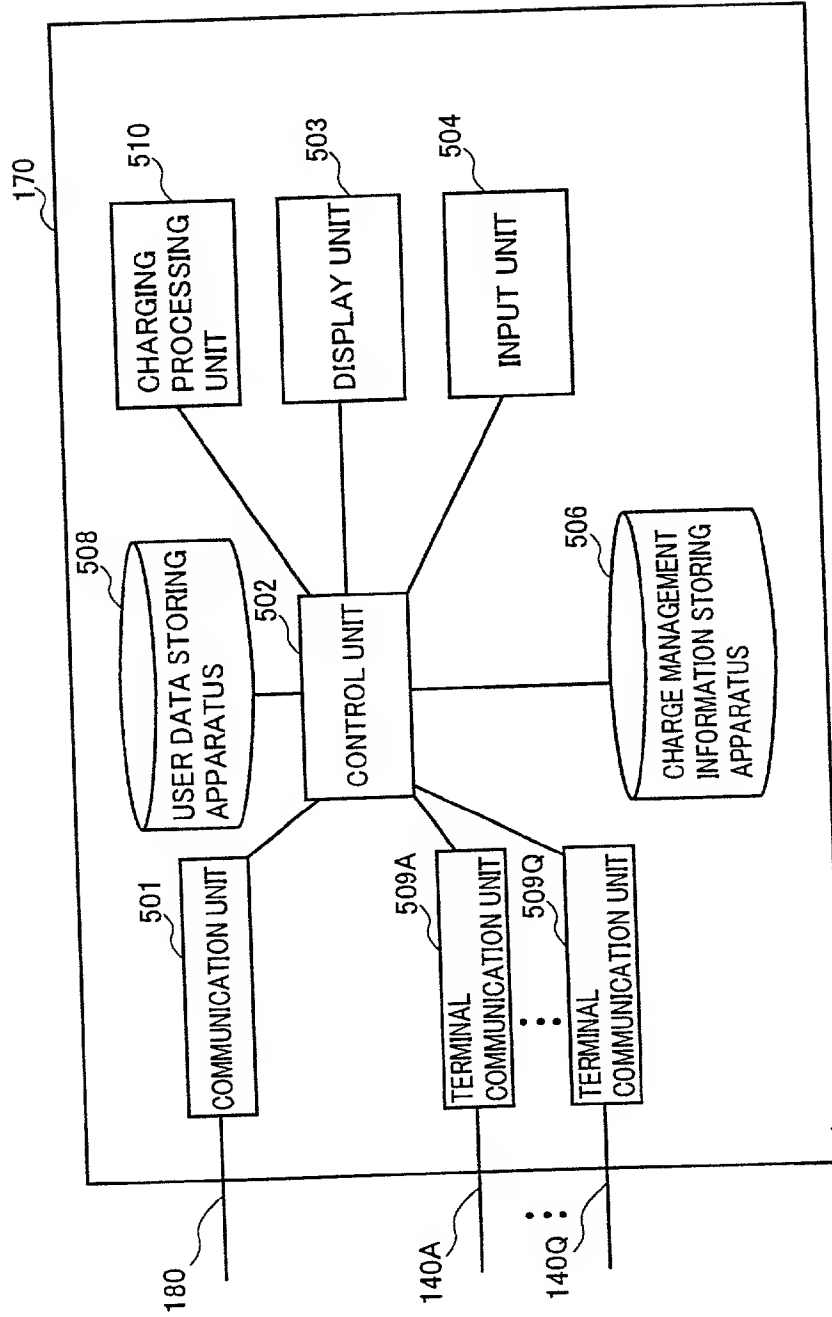 170
508
USER DATA STORING
APPARATUS
510
CHARGING
PROCESSING
UNIT
501
COMMUNICATION UNIT
180
502
CONTROL UNIT
503
DISPLAY UNIT
509A
TERMINAL
COMMUNICATION UNIT
140A
504
INPUT UNIT
509Q
TERMINAL
COMMUNICATION UNIT
140Q
506
CHARGE MANAGEMENT
INFORMATION STORING
APPARATUS